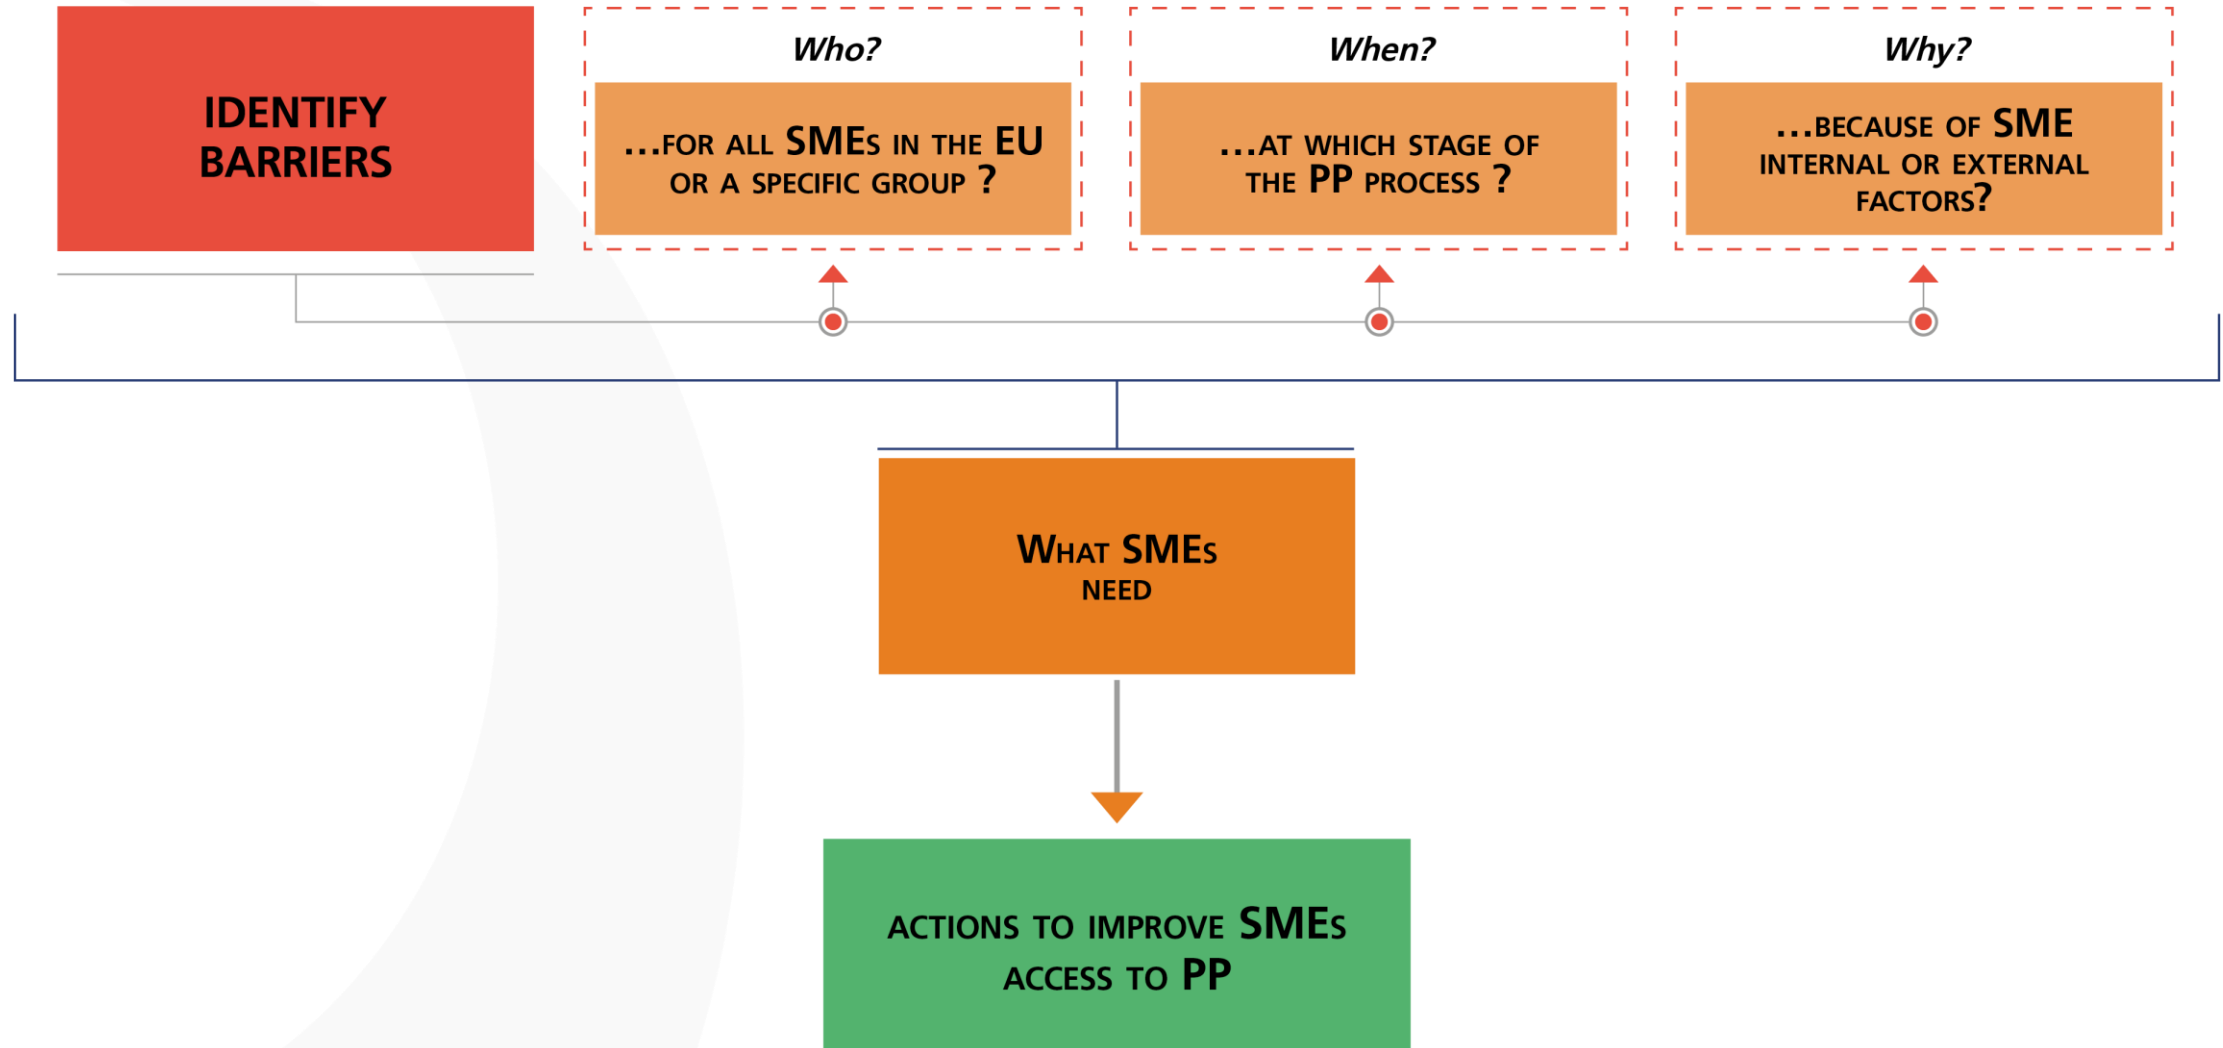 IDENTIFY
BARRIERS
Who?
...FOR ALL SMEs IN THE EU
OR A SPECIFIC GROUP ?
When?
...AT WHICH STAGE OF
THE PP PROCESS ?
Why?
...BECAUSE OF SME
INTERNAL OR EXTERNAL
FACTORS?
WHAT SMEs
NEED
ACTIONS TO IMPROVE SMEs
ACCESS TO PP